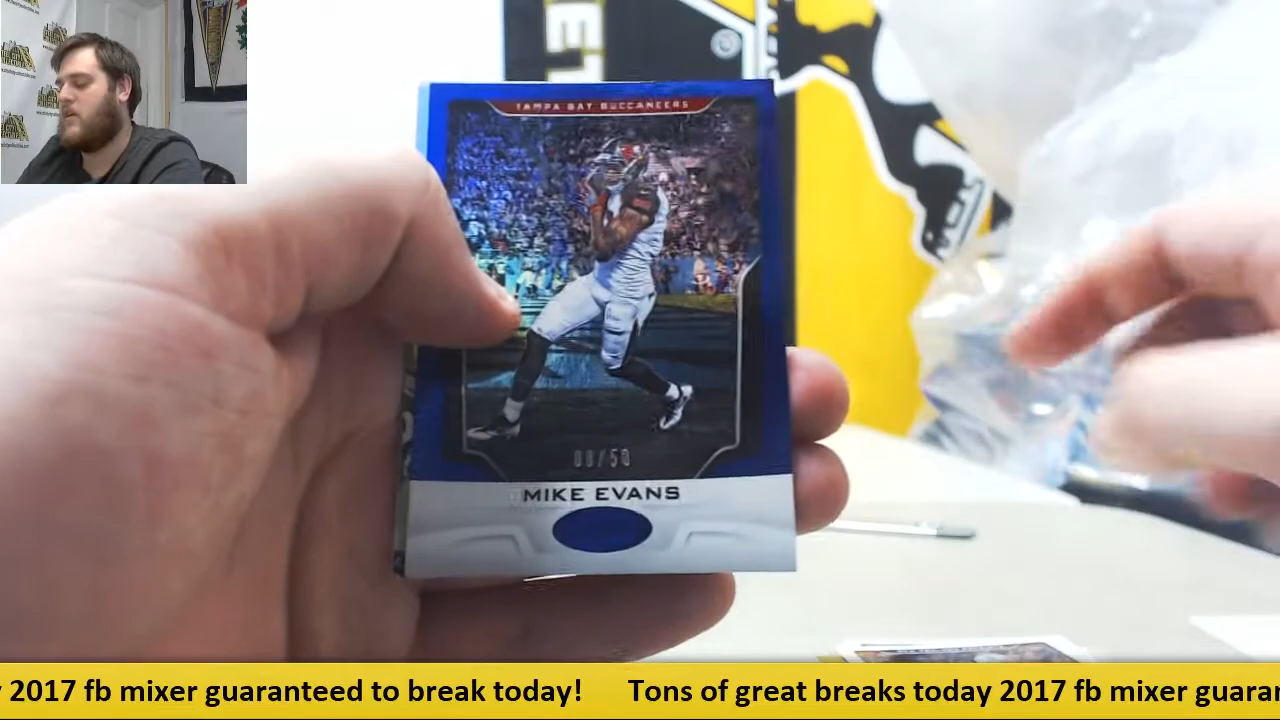 TAMPA BAY BUCCANEERS
08/50
MIKE EVANS
2017 fb mixer guaranteed to break today! Tons of great breaks today 2017 fb mixer